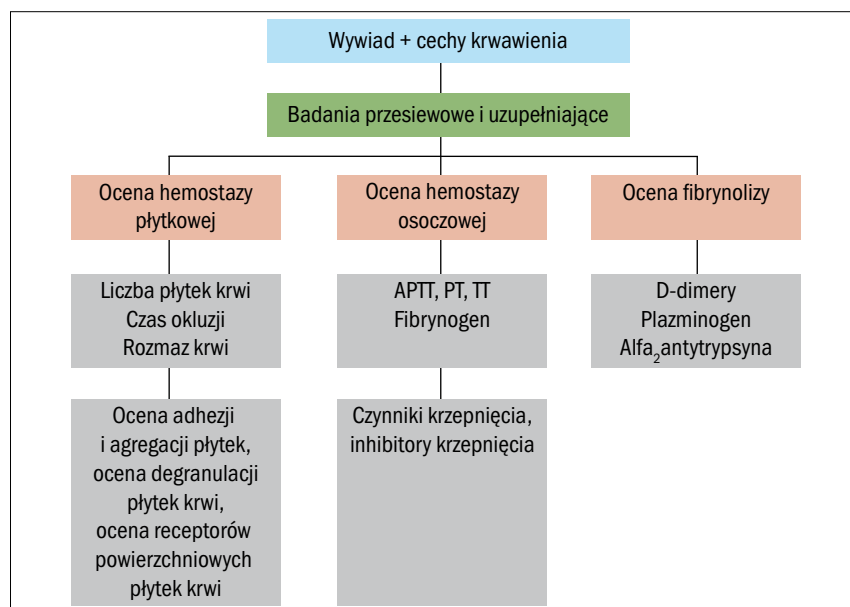 Wywiad + cechy krwawienia
Badania przesiewowe i uzupełniające
Ocena hemostazy
płytkowej
Ocena hemostazy
osoczowej
Ocena fibrynolizy
Liczba płytek krwi
Czas okluzji
Rozmaz krwi
APTT, PT, TT
Fibrynogen
D-dimery
Plazminogen
Alfa₂antytrypsyna
Ocena adhezji
i agregacji płytek,
ocena degranulacji
płytek krwi,
ocena receptorów
powierzchniowych
płytek krwi
Czynniki krzepnięcia,
inhibitory krzepnięcia